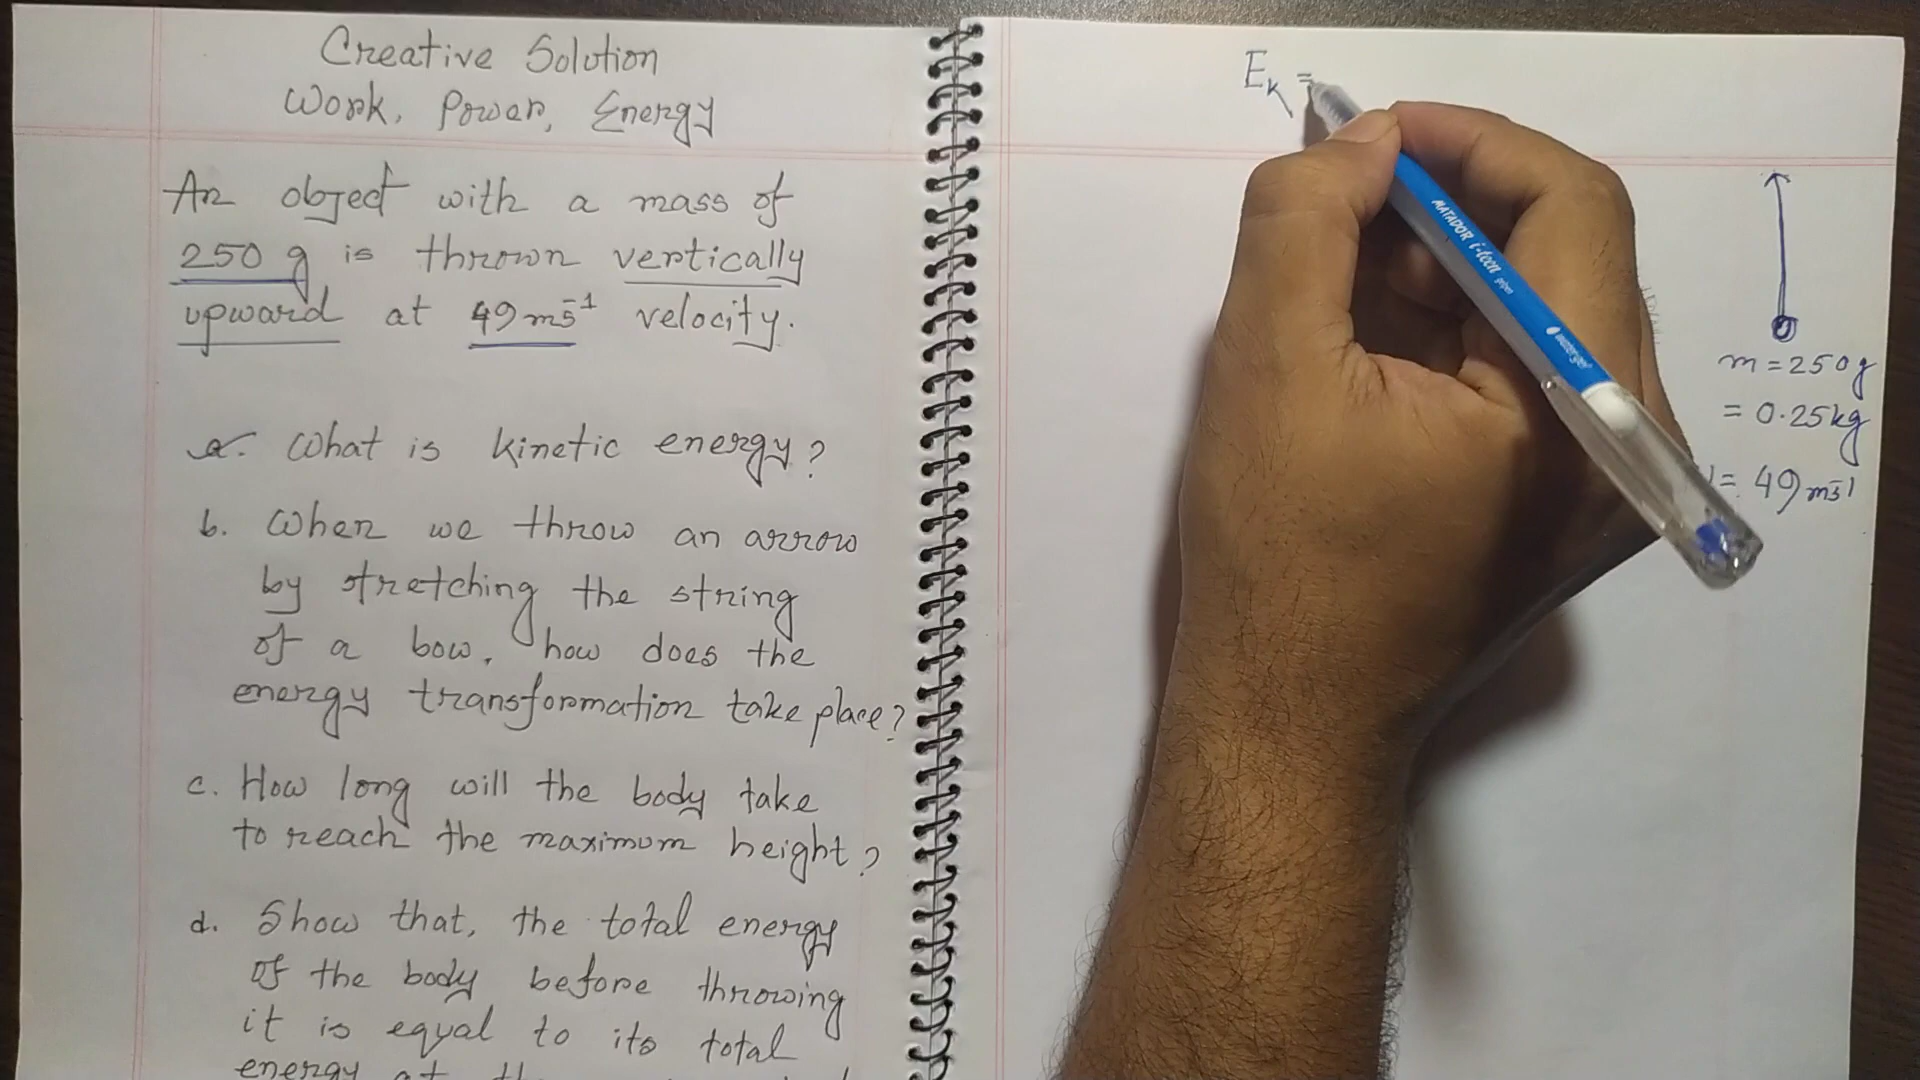 Creative Solution
Work, Power, Energy
An object with a mass of
250 g is thrown vertically
upward at 49 ms⁻¹ velocity.
a. What is kinetic energy?
b. When we throw an arrow
by stretching the string
of a bow, how does the
energy transformation take place?
c. How long will the body take
to reach the maximum height?
d. Show that, the total energy
of the body before throwing
it is equal to its total
energy at
Eₖ =
m = 250g
= 0.25kg
= 49 ms⁻¹
MATADOR i-teen